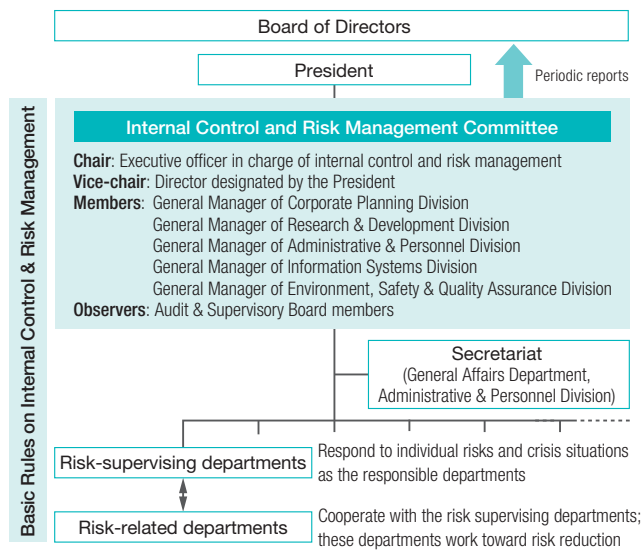 Board of Directors
President
Periodic reports
Basic Rules on Internal Control & Risk Management
Internal Control and Risk Management Committee
Chair: Executive officer in charge of internal control and risk management
Vice-chair: Director designated by the President
Members: General Manager of Corporate Planning Division
General Manager of Research & Development Division
General Manager of Administrative & Personnel Division
General Manager of Information Systems Division
General Manager of Environment, Safety & Quality Assurance Division
Observers: Audit & Supervisory Board members
Secretariat
(General Affairs Department,
Administrative & Personnel Division)
Risk-supervising departments
Respond to individual risks and crisis situations
as the responsible departments
Risk-related departments
Cooperate with the risk supervising departments;
these departments work toward risk reduction